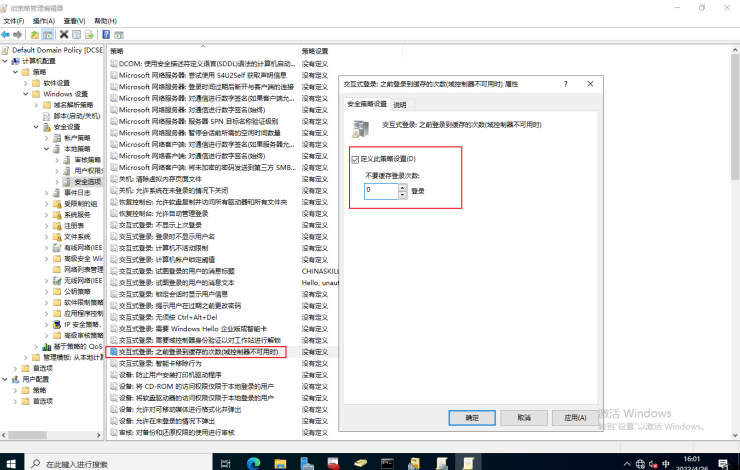 组策略管理编辑器
文件(F) 操作(A) 查看(V) 帮助(H)
Default Domain Policy [DCSE
计算机配置
策略
软件设置
Windows 设置
域名解析策略
脚本(启动/关机)
安全设置
帐户策略
本地策略
审核策略
用户权限
安全选项
事件日志
受限制的组
系统服务
注册表
文件系统
有线网络(IEE
高级安全 Wi
网络列表管理
无线网络(IEE
公钥策略
软件限制策略
应用程序控制
IP 安全策略,
高级审核策略
基于策略的 QoS
管理模板: 从本地计
首选项
用户配置
策略
首选项
策略 策略设置
DCOM: 使用安全描述符定义语言(SDDL)语法的计算机启动... 没有定义
Microsoft 网络服务器: 尝试使用 S4U2Self 获取声明信息 没有定义
Microsoft 网络服务器: 登录时间过期后断开与客户端的连接 没有定义
Microsoft 网络服务器: 对通信进行数字签名(如果客户端允... 没有定义
Microsoft 网络服务器: 对通信进行数字签名(始终) 没有定义
Microsoft 网络服务器: 服务器 SPN 目标名称验证级别 没有定义
Microsoft 网络服务器: 暂停会话前所需的空闲时间数量 没有定义
Microsoft 网络客户端: 对通信进行数字签名(如果服务器允... 没有定义
Microsoft 网络客户端: 对通信进行数字签名(始终) 没有定义
Microsoft 网络客户端: 将未加密的密码发送到第三方 SMB... 没有定义
关机: 清除虚拟内存页面文件 没有定义
关机: 允许系统在未登录的情况下关闭 没有定义
恢复控制台: 允许软盘复制并访问所有驱动器和所有文件夹 没有定义
恢复控制台: 允许自动管理登录 没有定义
交互式登录: 不显示上次登录 没有定义
交互式登录: 登录时不显示用户名 没有定义
交互式登录: 计算机不活动限制 没有定义
交互式登录: 计算机帐户锁定阈值 没有定义
交互式登录: 试图登录的用户的消息标题 CHINASKILL
交互式登录: 试图登录的用户的消息文本 Hello, unaut
交互式登录: 锁定会话时显示用户信息 没有定义
交互式登录: 提示用户在过期之前更改密码 没有定义
交互式登录: 无须按 Ctrl+Alt+Del 没有定义
交互式登录: 需要 Windows Hello 企业版或智能卡 没有定义
交互式登录: 需要域控制器身份验证以对工作站进行解锁 没有定义
交互式登录: 之前登录到缓存的次数(域控制器不可用时) 没有定义
交互式登录: 智能卡移除行为 没有定义
设备: 防止用户安装打印机驱动程序 没有定义
设备: 将 CD-ROM 的访问权限仅限于本地登录的用户 没有定义
设备: 将软盘驱动器的访问权限仅限于本地登录的用户 没有定义
设备: 允许对可移动媒体进行格式化并弹出 没有定义
设备: 允许在未登录的情况下弹出 没有定义
审核: 对备份和还原权限的使用进行审核 没有定义
交互式登录: 之前登录到缓存的次数(域控制器不可用时) 属性
安全策略设置 说明
交互式登录: 之前登录到缓存的次数(域控制器不可用时)
定义此策略设置(D)
不要缓存登录次数:
0 登录
确定 取消 应用(A)
激活 Windows
转到"设置"以激活 Windows。
在此键入进行搜索
中
16:01
2022/4/26